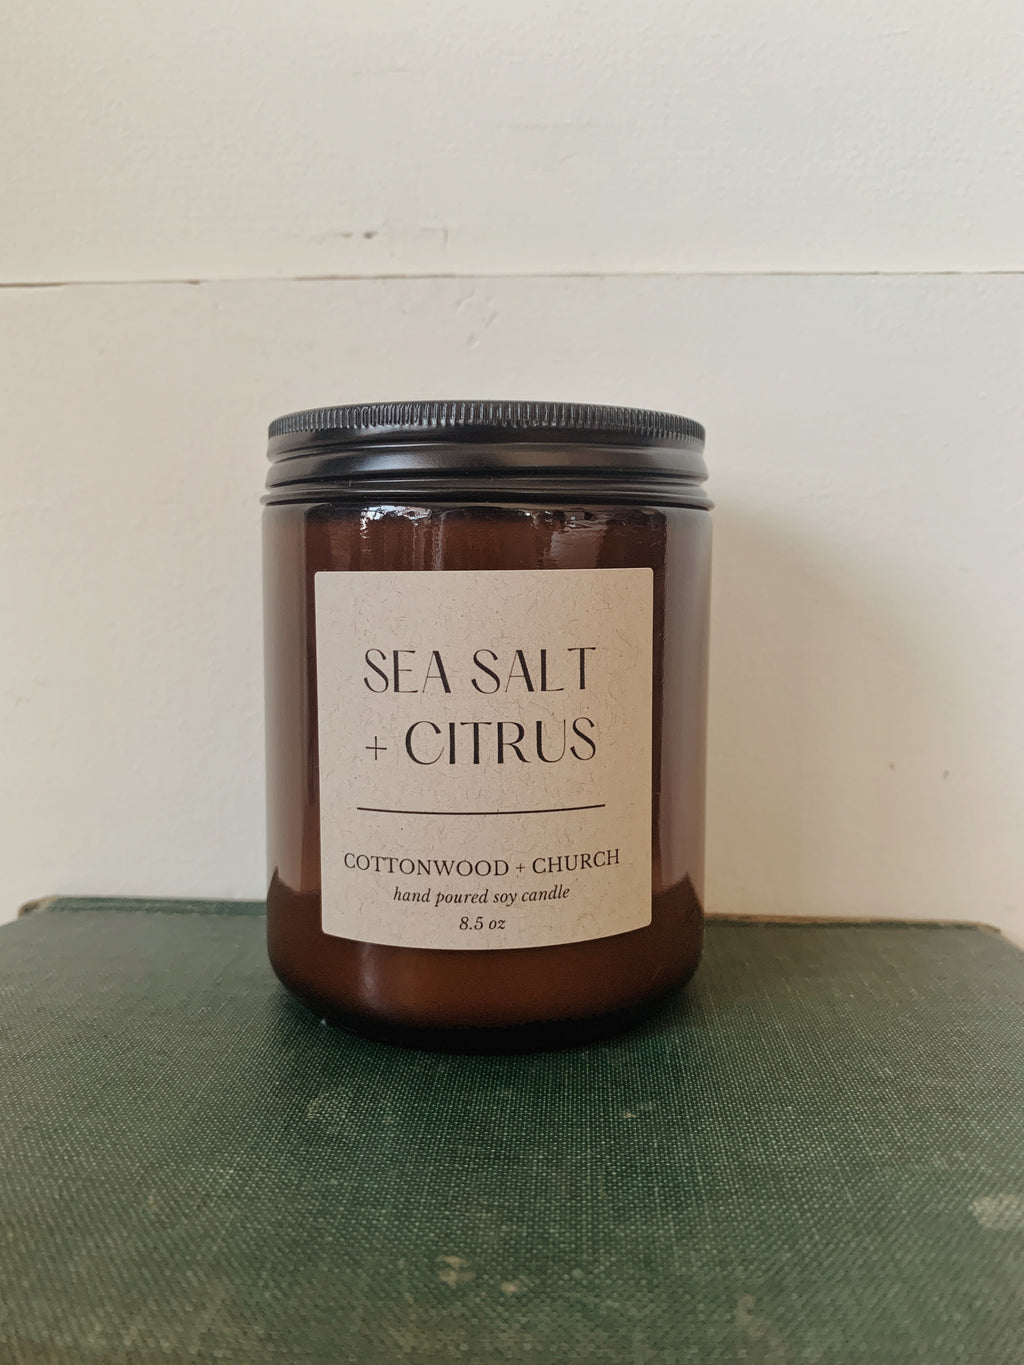 SEA SALT
+ CITRUS
COTTONWOOD + CHURCH
hand poured soy candle
8.5 oz